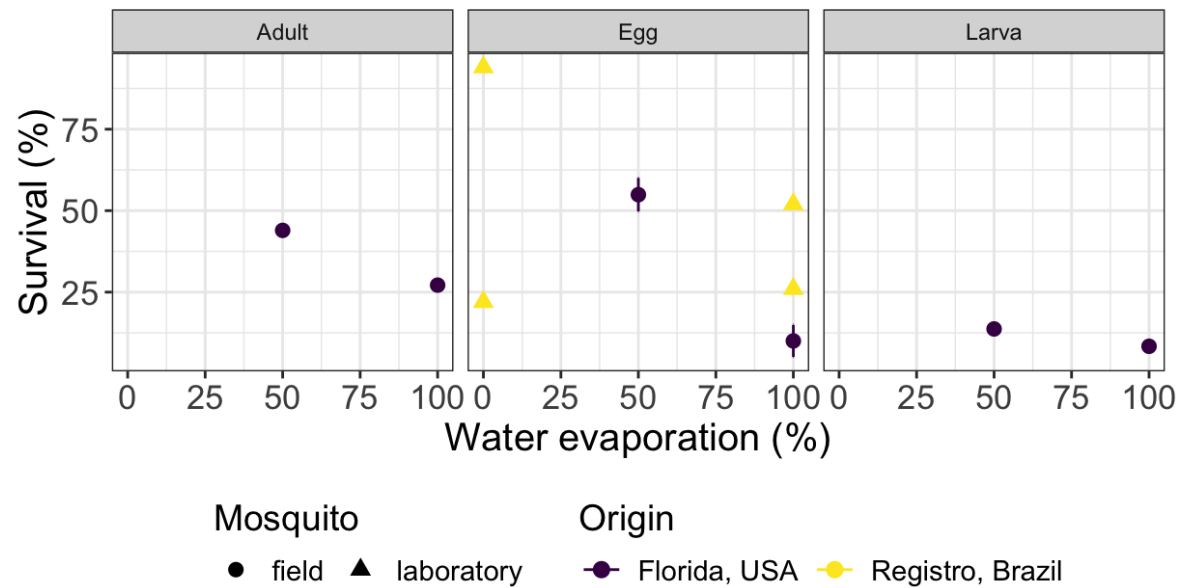 Adult Egg Larva
Survival (%)
75
50
25
0 25 50 75 100 0 25 50 75 100 0 25 50 75 100
Water evaporation (%)
Mosquito Origin
field laboratory Florida, USA Registro, Brazil